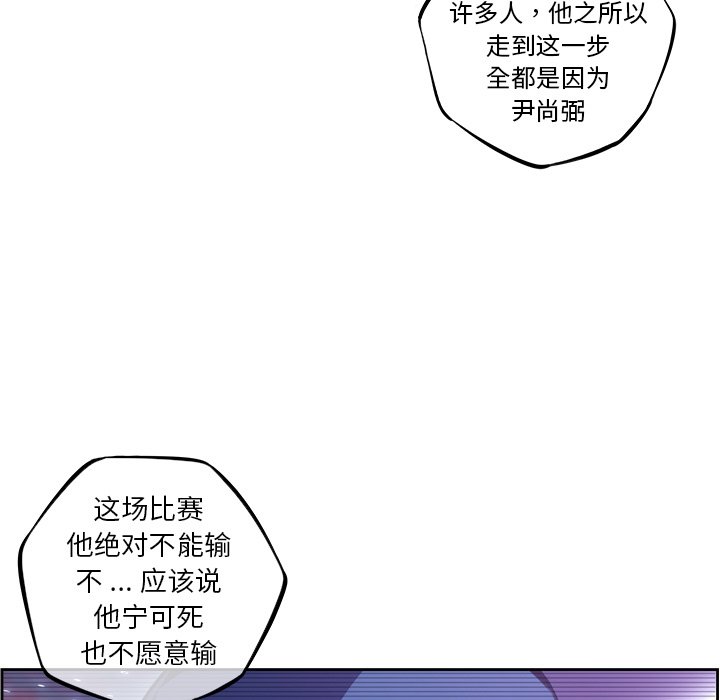 许多人，他之所以
走到这一步
全都是因为
尹尚弼
这场比赛
他绝对不能输
不...应该说
他宁可死
也不愿意输